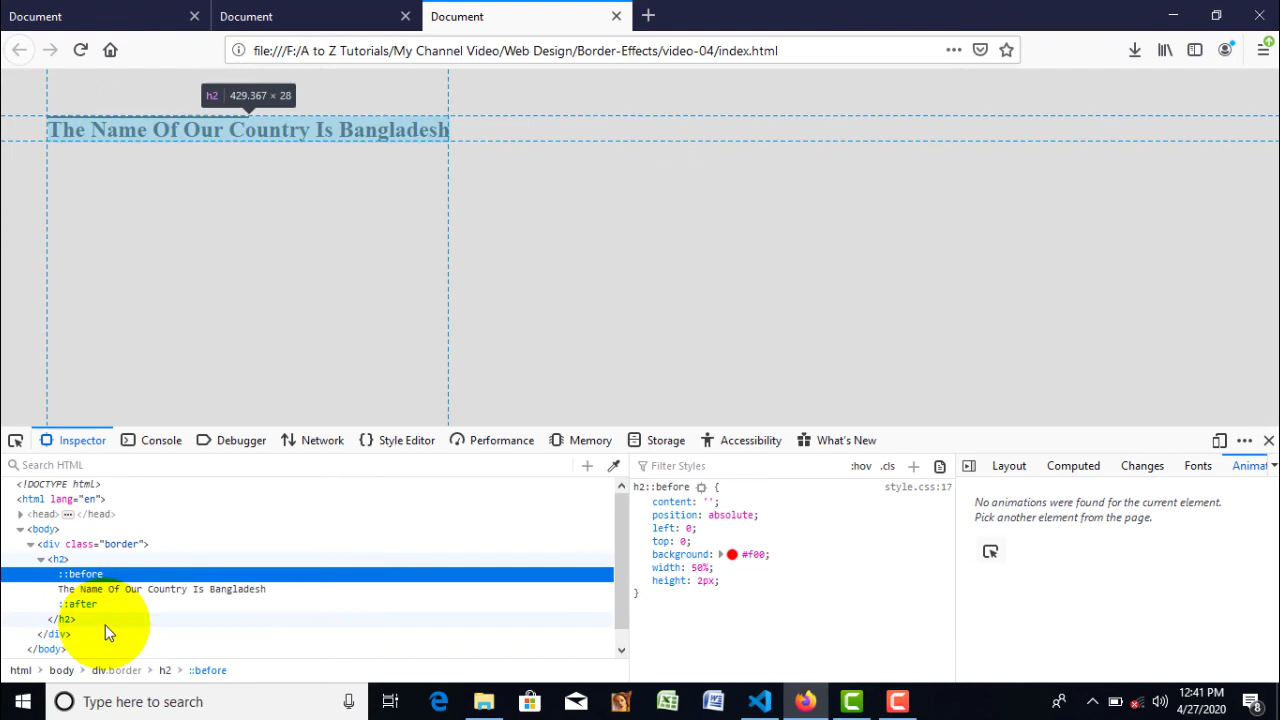 Document
Document
Document
file:///F:/A to Z Tutorials/My Channel Video/Web Design/Border-Effects/video-04/index.html
h2 429.367 × 28
The Name Of Our Country Is Bangladesh
Inspector
Console
Debugger
Network
{} Style Editor
Performance
Memory
Storage
Accessibility
What's New
Search HTML
Filter Styles
:hov
.cls
Layout
Computed
Changes
Fonts
Animat
<!DOCTYPE html>
<html lang="en">
<head> ••• </head>
<body>
<div class="border">
<h2>
::before
The Name Of Our Country Is Bangladesh
::after
</h2>
</div>
</body>
h2::before {
style.css:17
content: '';
position: absolute;
left: 0;
top: 0;
background: #f00;
width: 50%;
height: 2px;
}
No animations were found for the current element.
Pick another element from the page.
html > body > div.border > h2 > ::before
Type here to search
12:41 PM
4/27/2020
8